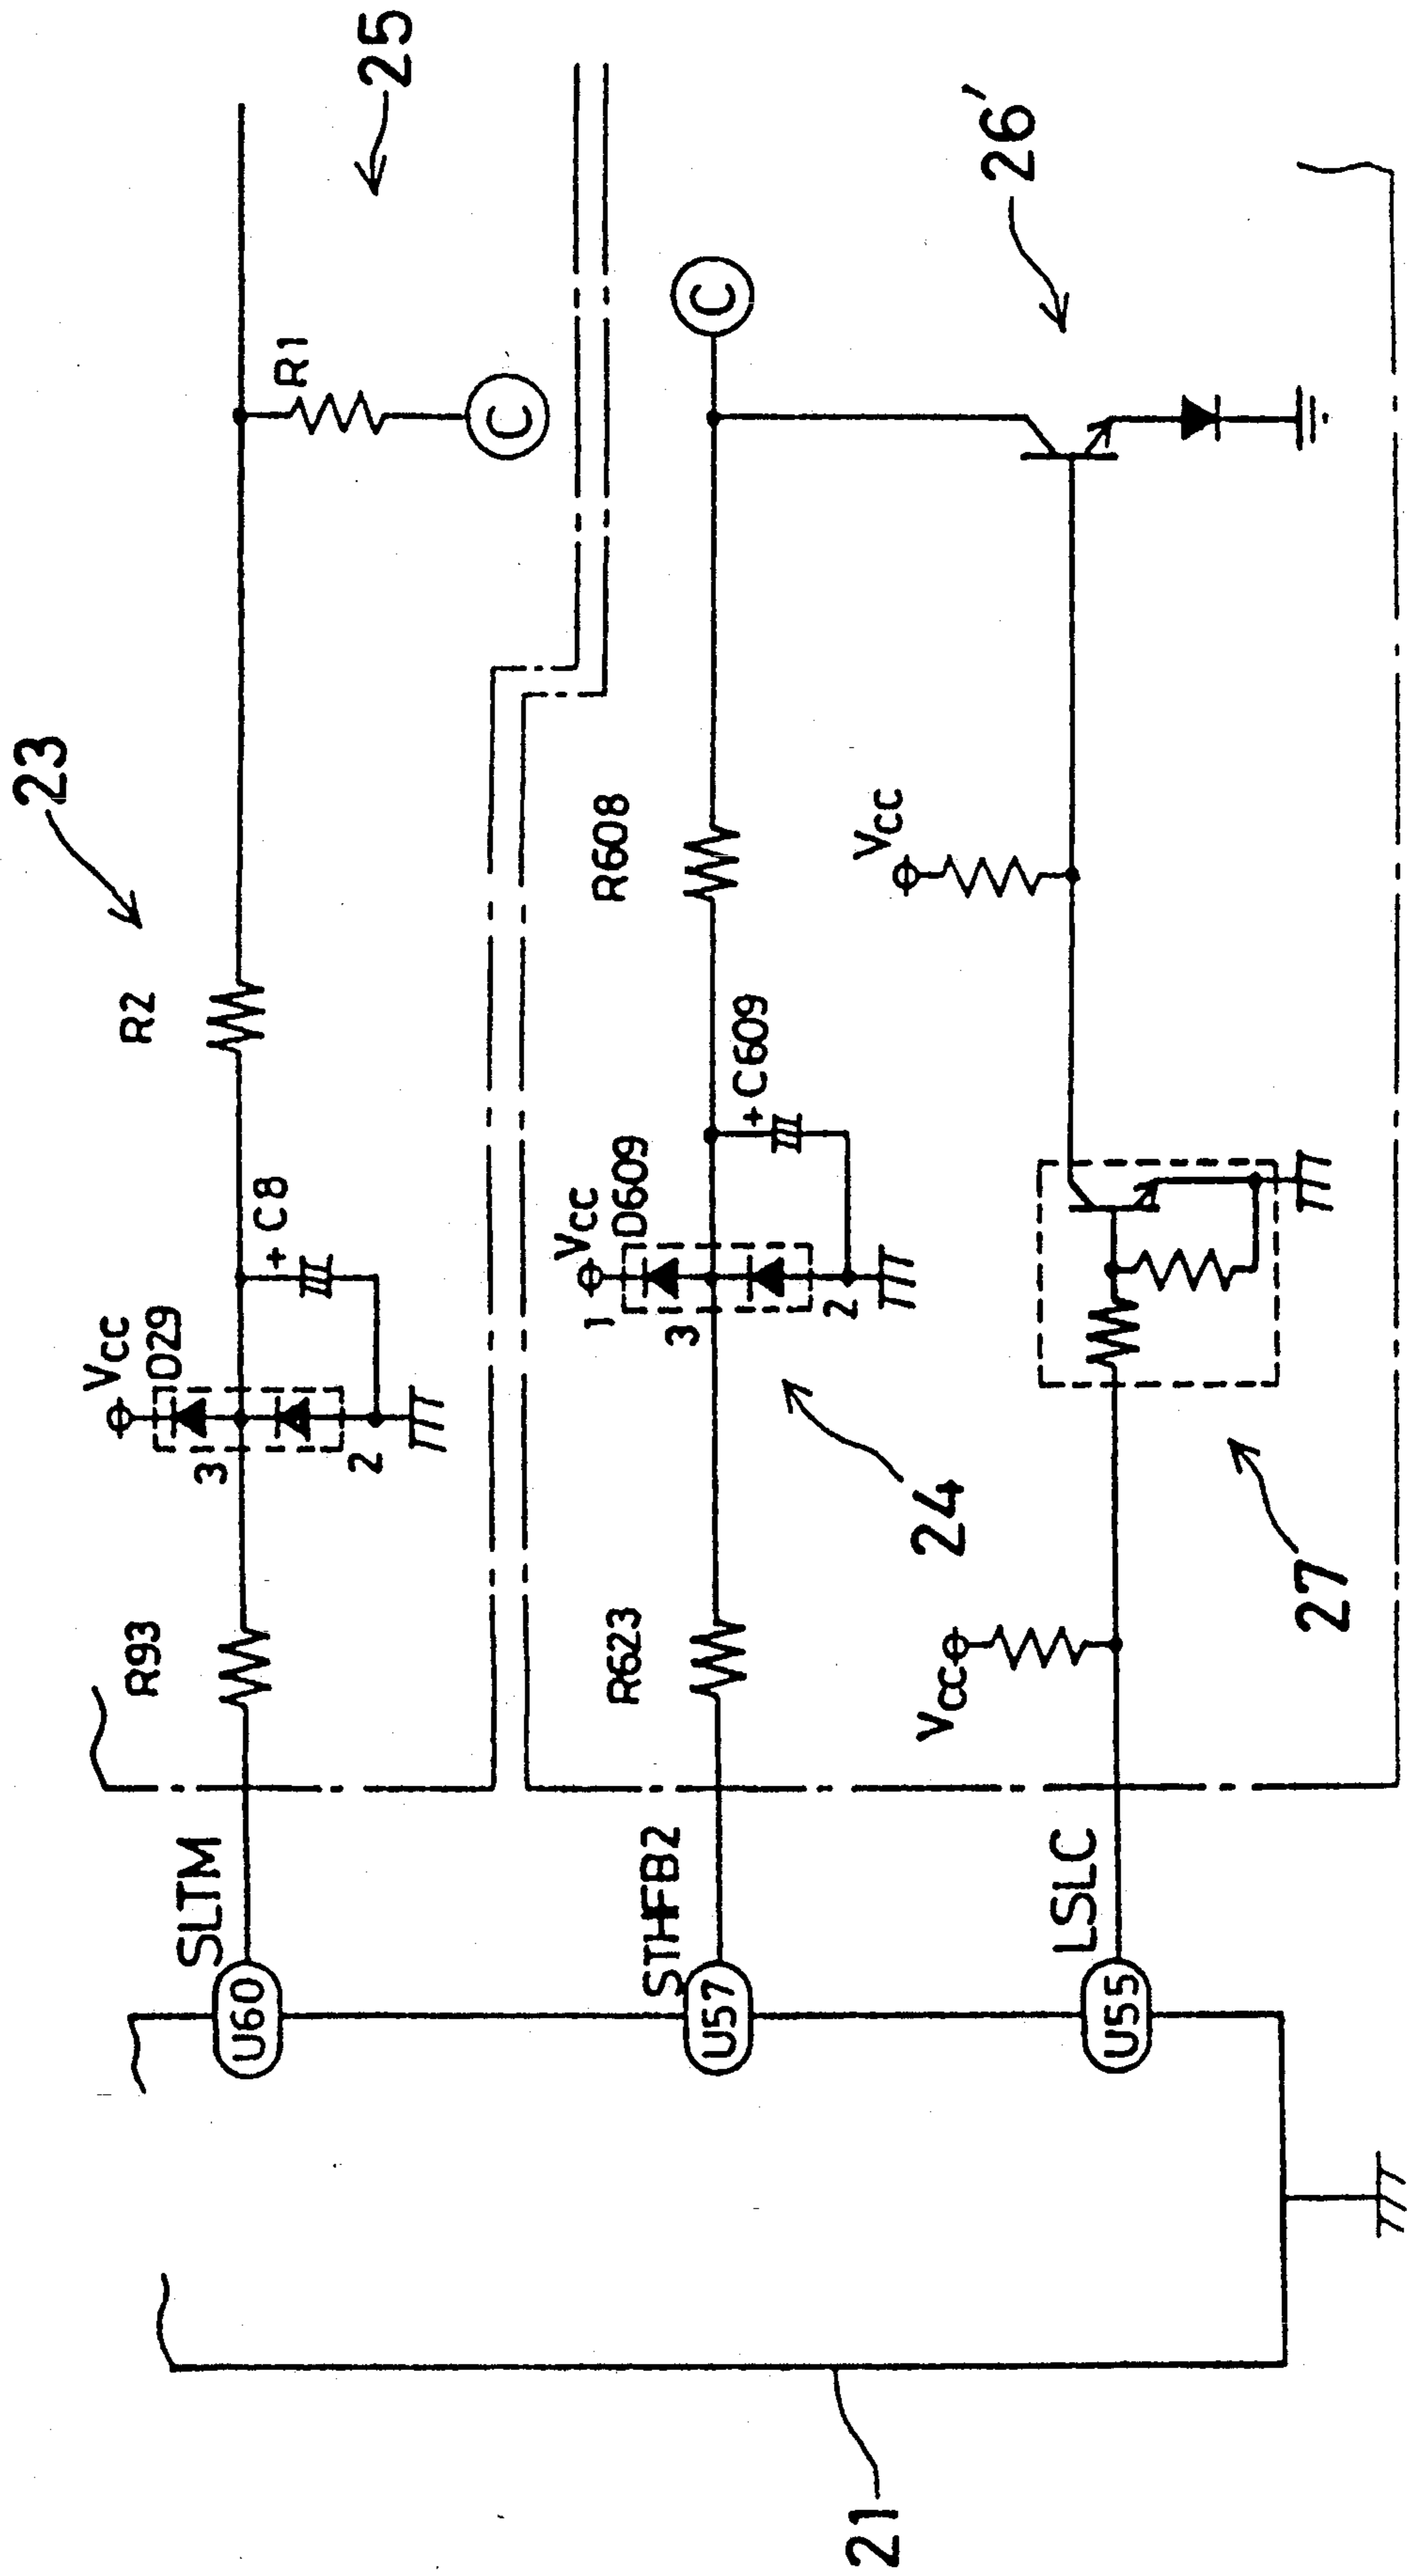 23
25
R2
R1
R93
VCC
D29
+
C8
3
2
C
SLTM
U60
R623
VCC
D609
1
3
2
+
C609
R608
C
STHFB2
U57
24
VCC
VCC
26'
LSLC
U55
27
21